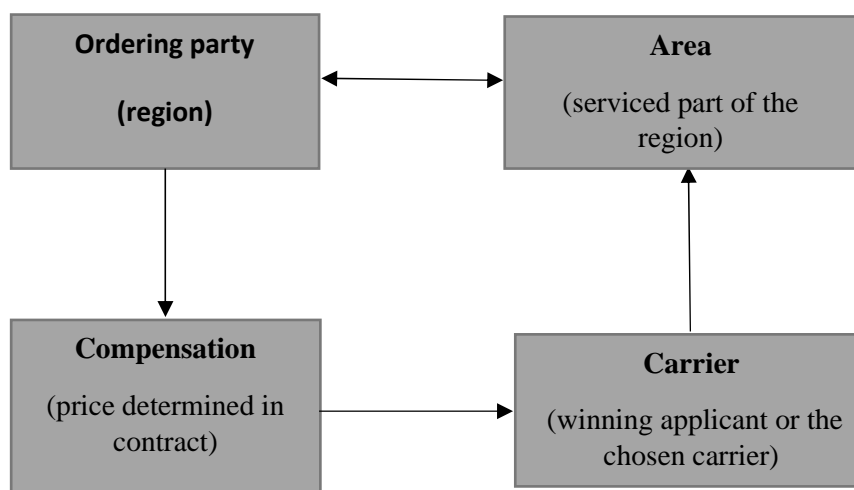 Ordering party
(region)
Area
(serviced part of the
region)
Compensation
(price determined in
contract)
Carrier
(winning applicant or the
chosen carrier)